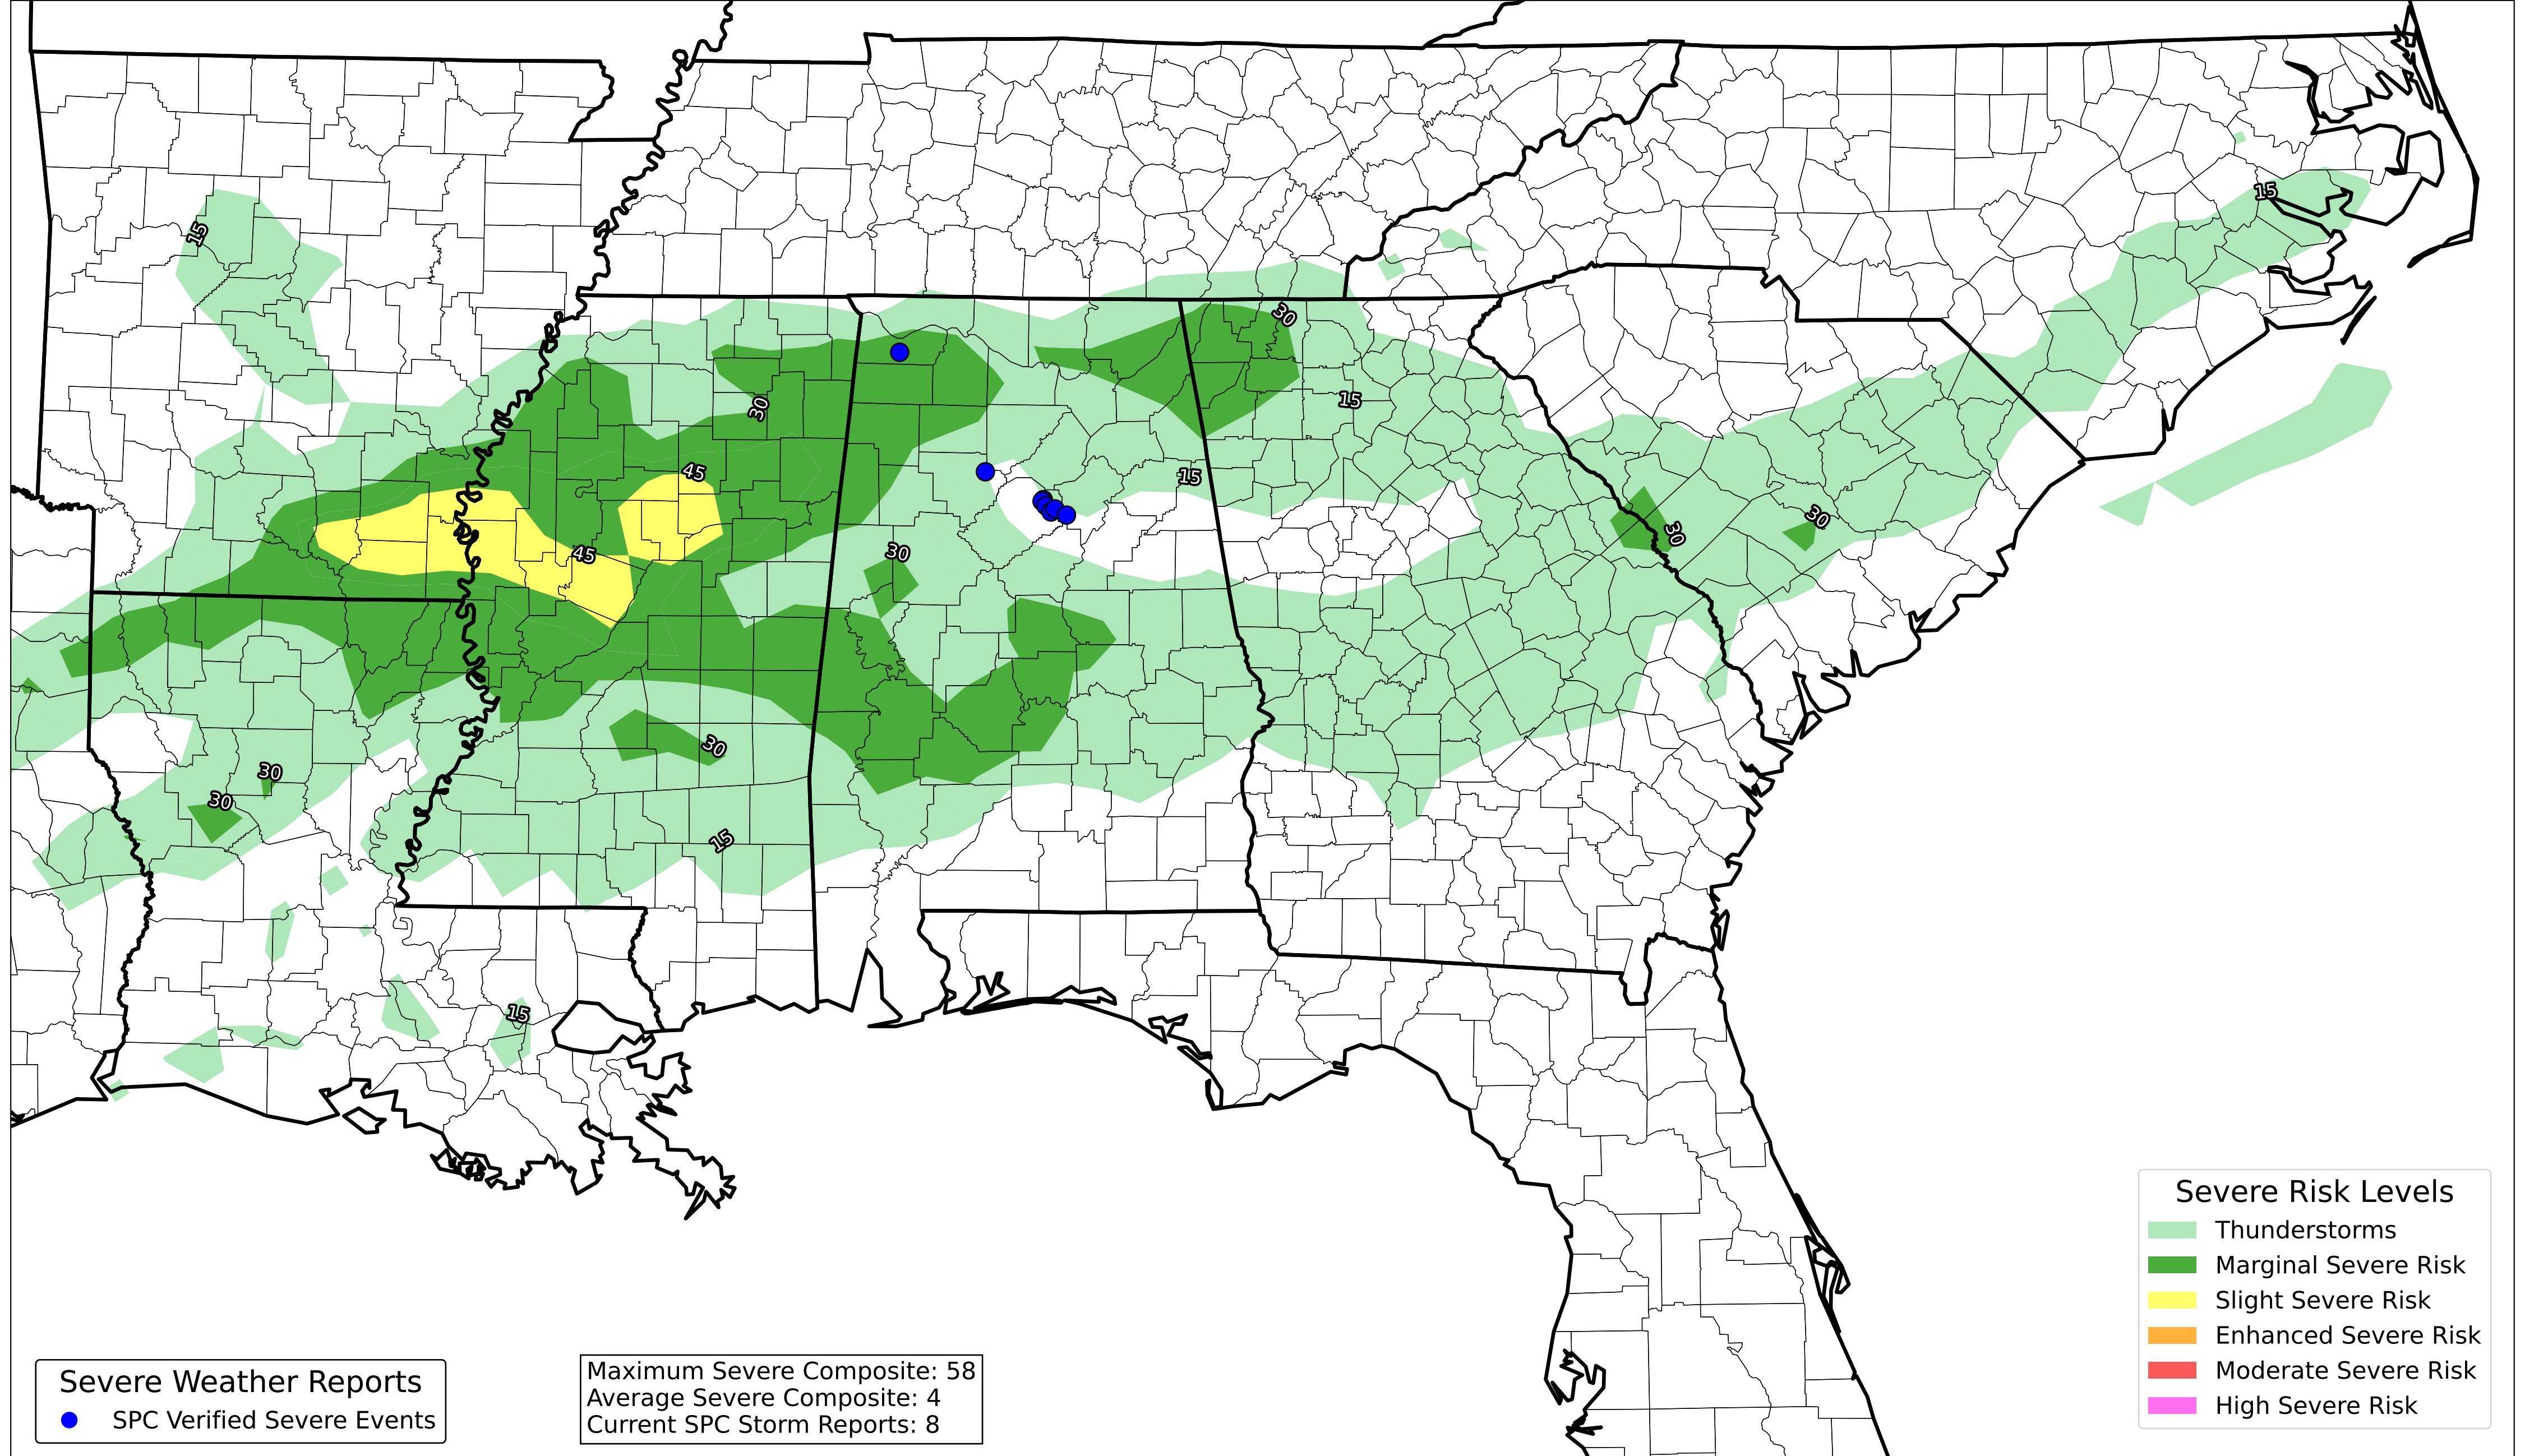 15
15
30
15
30
45
15
30
45
30
30
30
30
30
15
15
Severe Risk Levels
Thunderstorms
Marginal Severe Risk
Slight Severe Risk
Enhanced Severe Risk
Moderate Severe Risk
High Severe Risk
Severe Weather Reports
SPC Verified Severe Events
Maximum Severe Composite: 58
Average Severe Composite: 4
Current SPC Storm Reports: 8